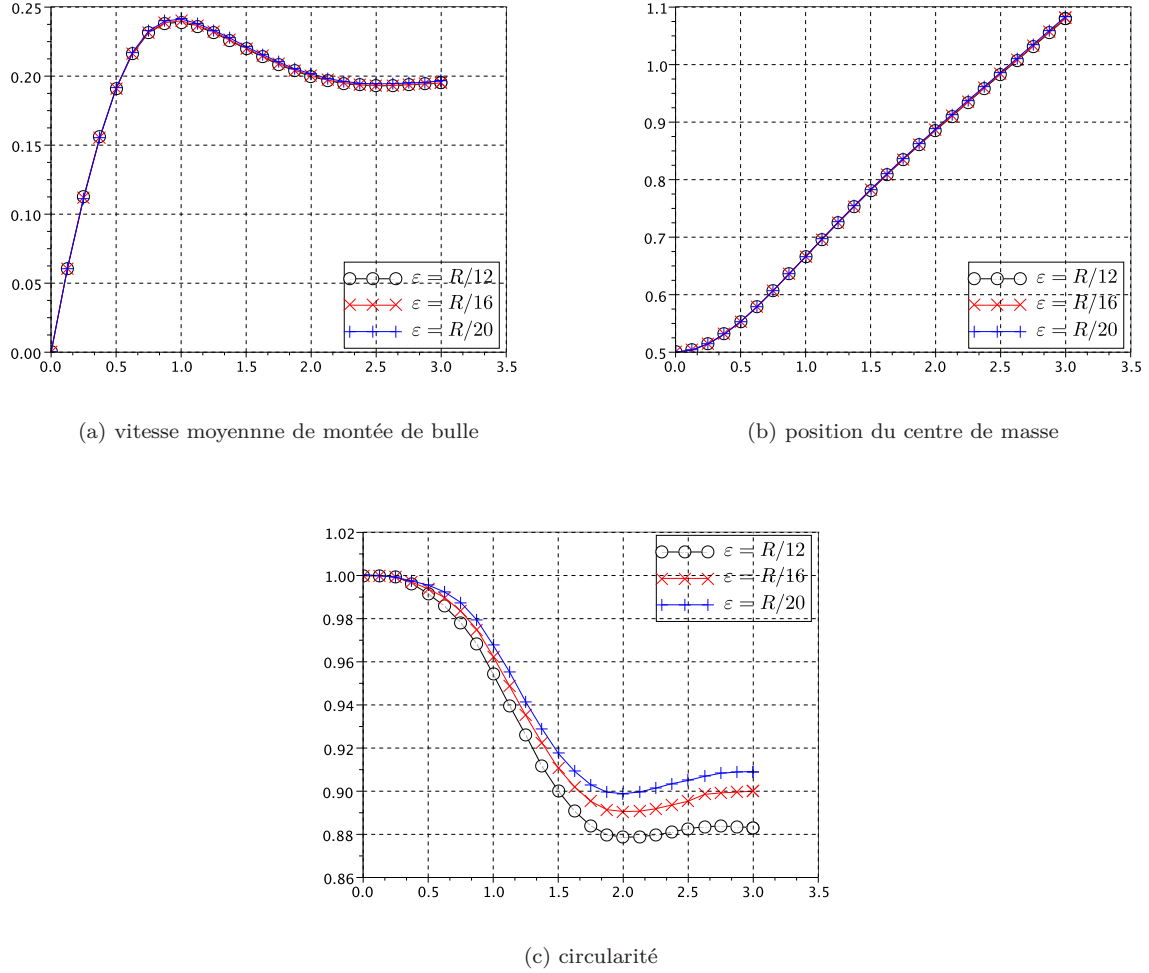 0.25
0.20
0.15
0.10
0.05
0.00
0.0 0.5 1.0 1.5 2.0 2.5 3.0 3.5
ε = R/12
ε = R/16
ε = R/20
(a) vitesse moyennne de montée de bulle
1.1
1.0
0.9
0.8
0.7
0.6
0.5
0.0 0.5 1.0 1.5 2.0 2.5 3.0 3.5
ε = R/12
ε = R/16
ε = R/20
(b) position du centre de masse
1.02
1.00
0.98
0.96
0.94
0.92
0.90
0.88
0.86
0.0 0.5 1.0 1.5 2.0 2.5 3.0 3.5
ε = R/12
ε = R/16
ε = R/20
(c) circularité